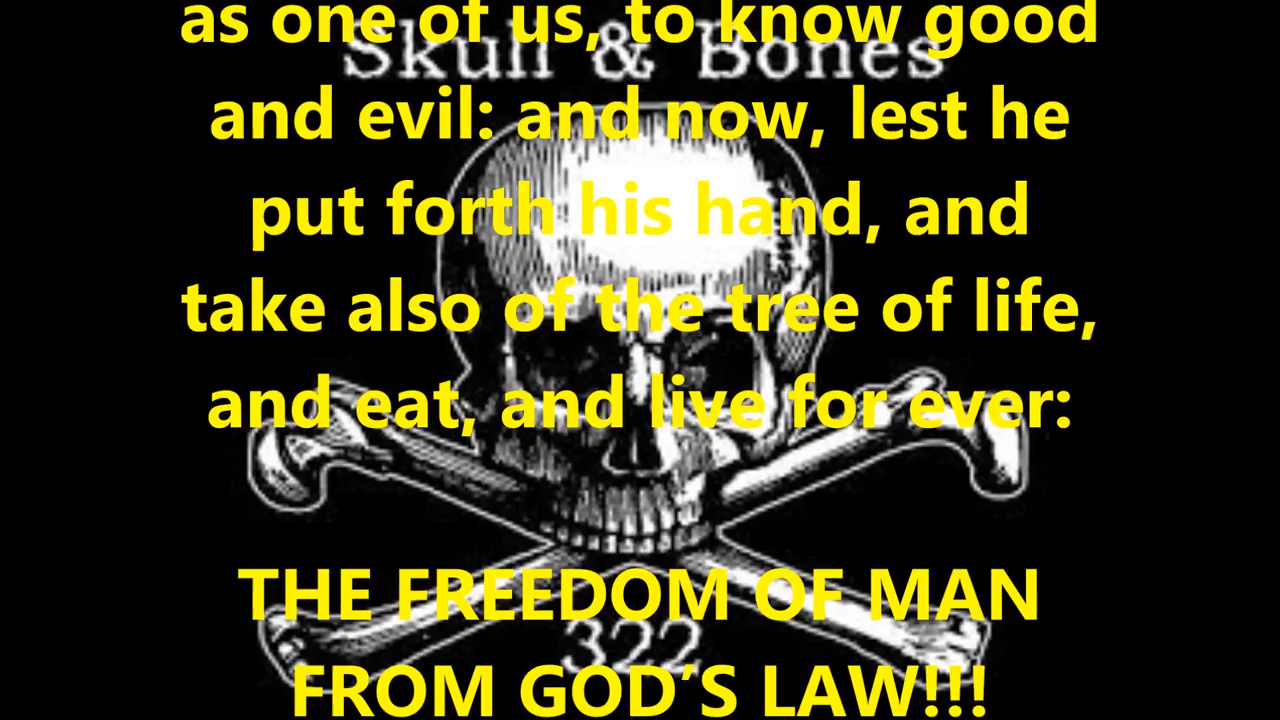 as one of us, to know good
Skull & Bones
and evil: and now, lest he
put forth his hand, and
take also of the tree of life,
and eat, and live for ever:
THE FREEDOM OF MAN
322
FROM GOD’S LAW!!!